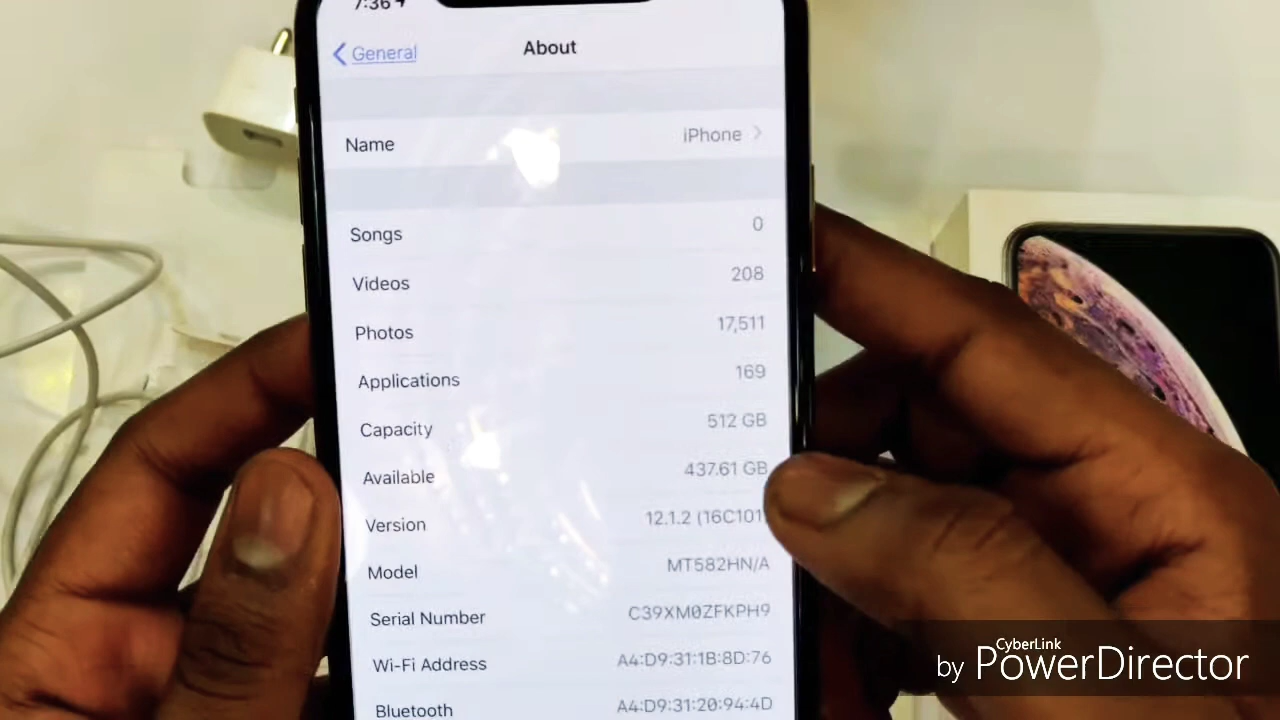 7:36
General
About
Name iPhone
Songs 0
Videos 208
Photos 17,511
Applications 169
Capacity 512 GB
Available 437.61 GB
Version 12.1.2 (16C101
Model MT582HN/A
Serial Number C39XM0ZFKPH9
Wi-Fi Address A4:D9:31:1B:8D:76
Bluetooth A4:D9:31:20:94:4D
CyberLink
by PowerDirector